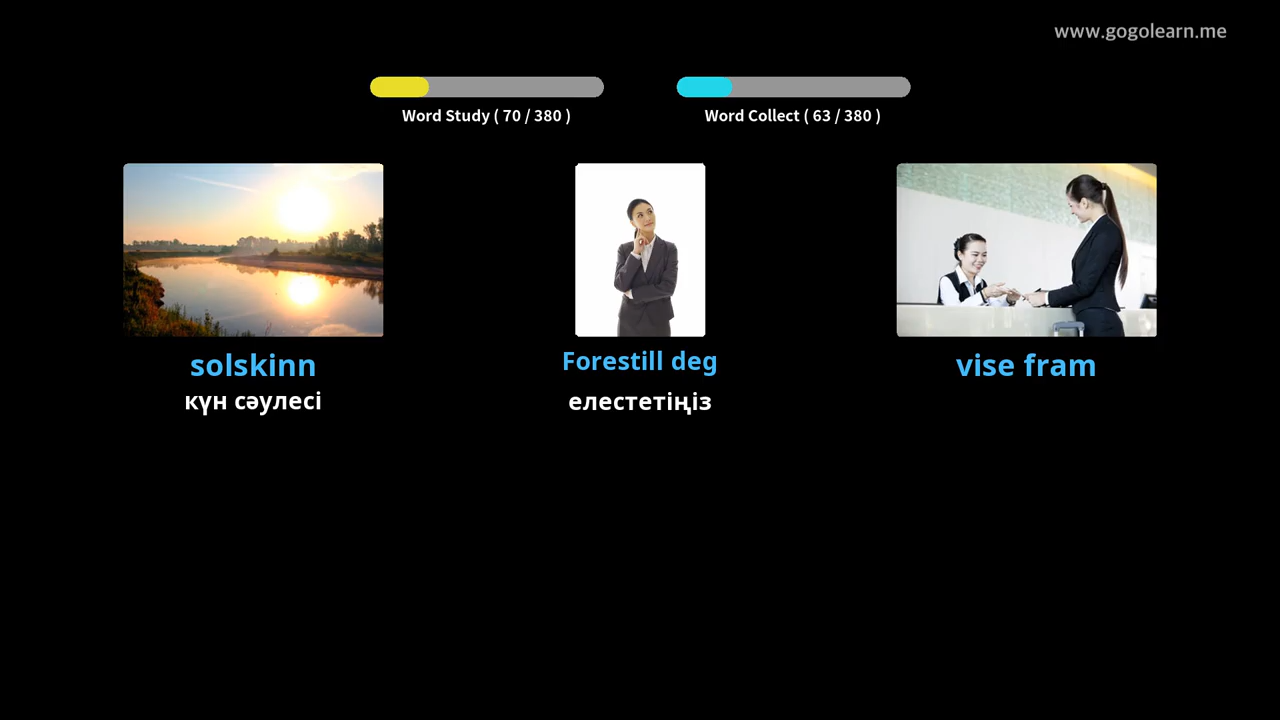 www.gogolearn.me
Word Study ( 70 / 380 )
Word Collect ( 63 / 380 )
solskinn
күн сәулесі
Forestill deg
елестетіңіз
vise fram